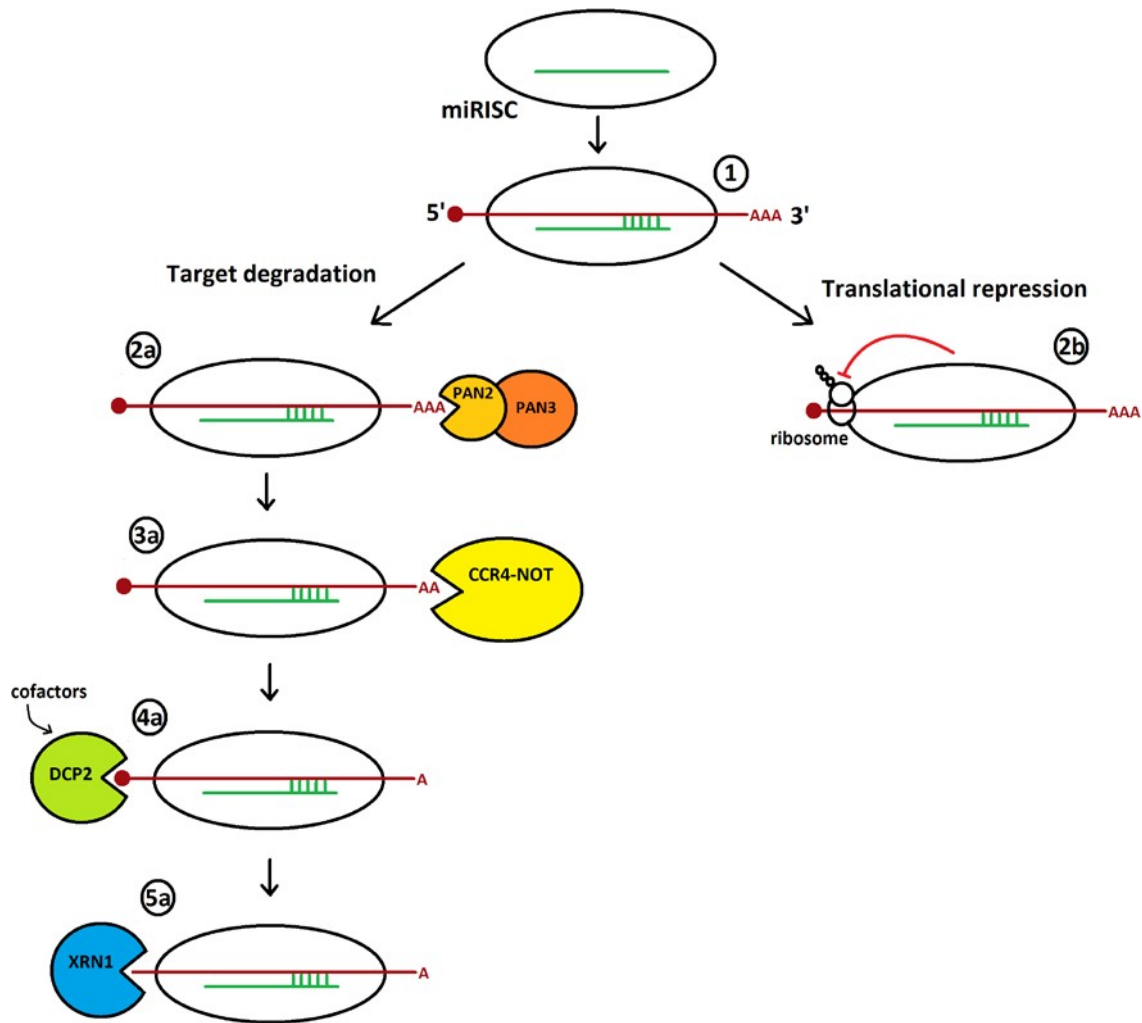 miRISC
1
5' AAA 3'
Target degradation
Translational repression
2a
2b
AAA
PAN2
PAN3
ribosome
AAA
3a
AA
CCR4-NOT
cofactors
4a
DCP2
A
5a
XRN1
A